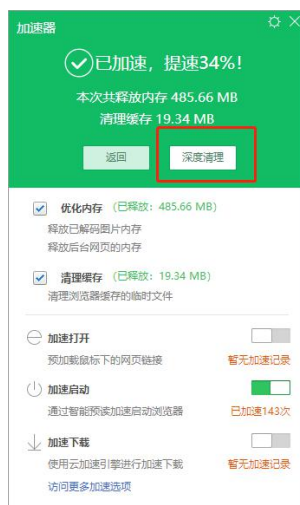 加速器
已加速，提速34%!
本次共释放内存 485.66 MB
清理缓存 19.34 MB
返回 深度清理
优化内存 (已释放：485.66 MB)
释放已解码图片内存
释放后台网页的内存
清理缓存 (已释放：19.34 MB)
清理浏览器缓存的临时文件
加速打开
预加载鼠标下的网页链接 暂无加速记录
加速启动
通过智能预读加速启动浏览器 已加速143次
加速下载
使用云加速引擎进行加速下载 暂无加速记录
访问更多加速选项